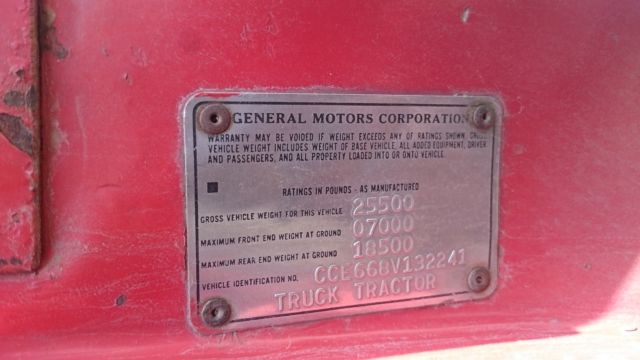 GENERAL MOTORS CORPORATION
WARRANTY MAY BE VOIDED IF WEIGHT EXCEEDS ANY OF RATINGS SHOWN. GROSS
VEHICLE WEIGHT INCLUDES WEIGHT OF BASE VEHICLE, ALL ADDED EQUIPMENT, DRIVER
AND PASSENGERS, AND ALL PROPERTY LOADED INTO OR ONTO VEHICLE.
RATINGS IN POUNDS - AS MANUFACTURED
GROSS VEHICLE WEIGHT FOR THIS VEHICLE 25500
MAXIMUM FRONT END WEIGHT AT GROUND 07000
MAXIMUM REAR END WEIGHT AT GROUND 18500
VEHICLE IDENTIFICATION NO. CCE668V132241
TRUCK TRACTOR